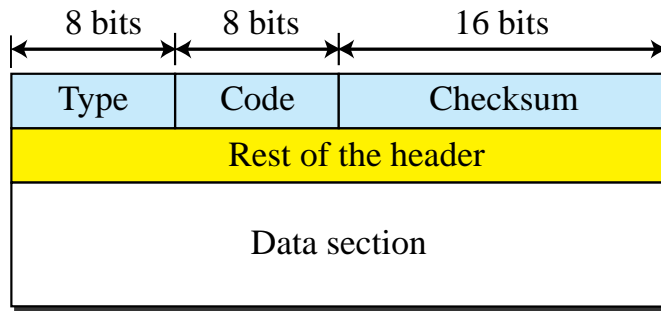 8 bits 8 bits 16 bits
Type Code Checksum
Rest of the header
Data section